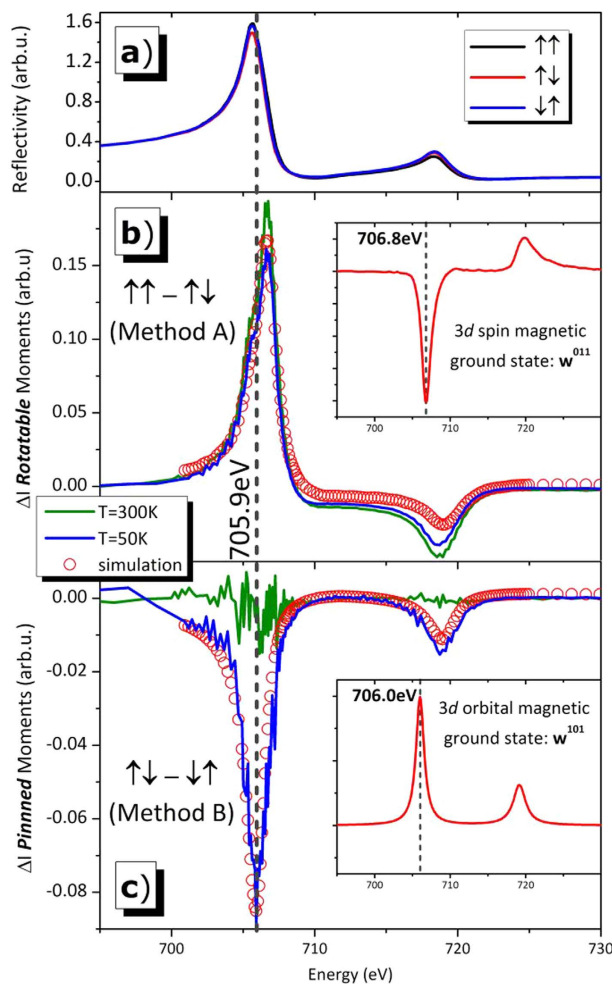 Reflectivity (arb.u.)
1.6
1.2
0.8
0.4
0.0
a)
↑↑
↑↓
↓↑
ΔI Rotatable Moments (arb.u)
0.15
0.10
0.05
0.00
b)
↑↑ – ↑↓
(Method A)
705.9eV
706.8eV
3d spin magnetic
ground state: w011
700
710
720
T=300K
T=50K
simulation
ΔI Pinnned Moments (arb.u.)
0.00
-0.02
-0.04
-0.06
-0.08
↑↓ – ↓↑
(Method B)
c)
706.0eV
3d orbital magnetic
ground state: w101
700
710
720
700
710
720
730
Energy (eV)